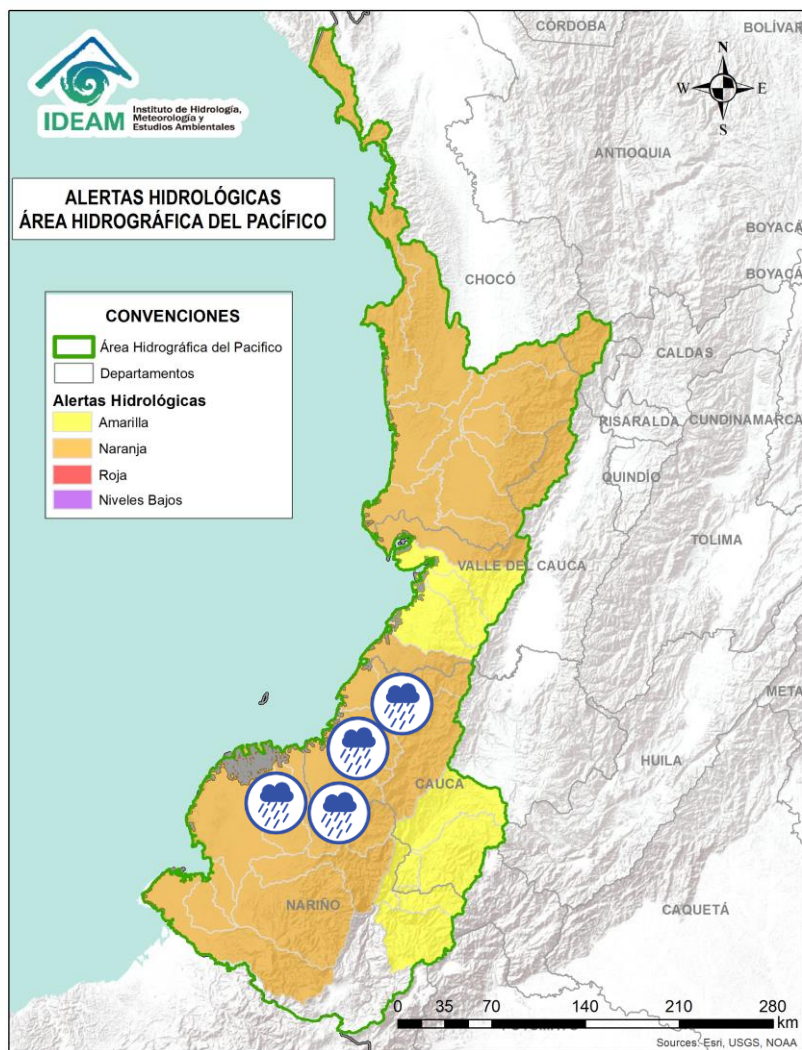 CÓRDOBA
BOLÍVAR
N
W
E
S
IDEAM
Instituto de Hidrología,
Meteorología y
Estudios Ambientales
ANTIOQUIA
ALERTAS HIDROLÓGICAS
ÁREA HIDROGRÁFICA DEL PACÍFICO
BOYACÁ
BOYACÁ
CHOCÓ
CONVENCIONES
Área Hidrográfica del Pacifico
Departamentos
Alertas Hidrológicas
Amarilla
Naranja
Roja
Niveles Bajos
CALDAS
RISARALDA
CUNDINAMARCA
QUINDÍO
TOLIMA
VALLE DEL CAUCA
META
HUILA
CAUCA
NARIÑO
CAQUETÁ
0 35 70 140 210 280
km
Sources: Esri, USGS, NOAA